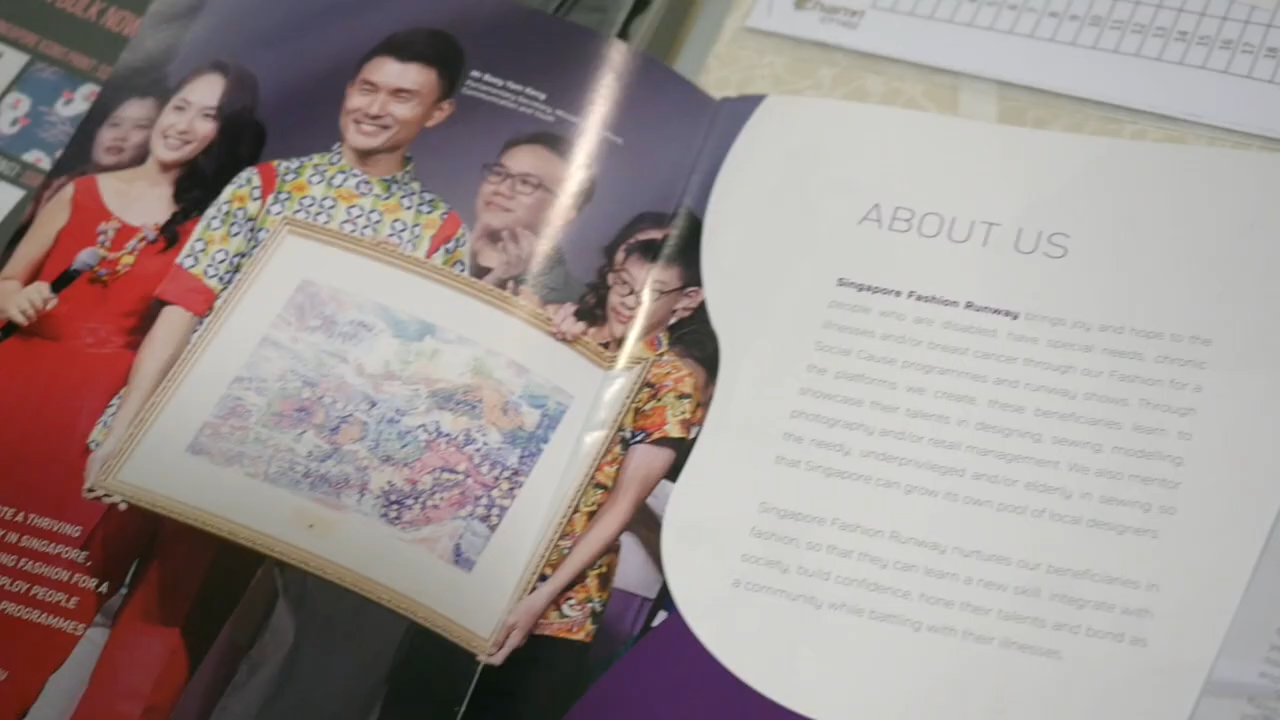 TE A THRIVING
Y IN SINGAPORE,
NG FASHION FOR A
PLOY PEOPLE
PROGRAMMES
ABOUT US
Singapore Fashion Runway brings joy and hope to the
people who are disabled, have special needs, chronic
illnesses and/or breast cancer through our Fashion for a
Social Cause programmes and runway shows. Through
the platforms we create, these beneficiaries learn to
showcase their talents in designing, sewing, modelling,
photography and/or retail management. We also mentor
the needy, underprivileged and/or elderly in sewing so
that Singapore can grow its own pool of local designers.
Singapore Fashion Runway nurtures our beneficiaries in
fashion, so that they can learn a new skill, integrate with
society, build confidence, hone their talents and bond as
a community while battling with their illnesses.